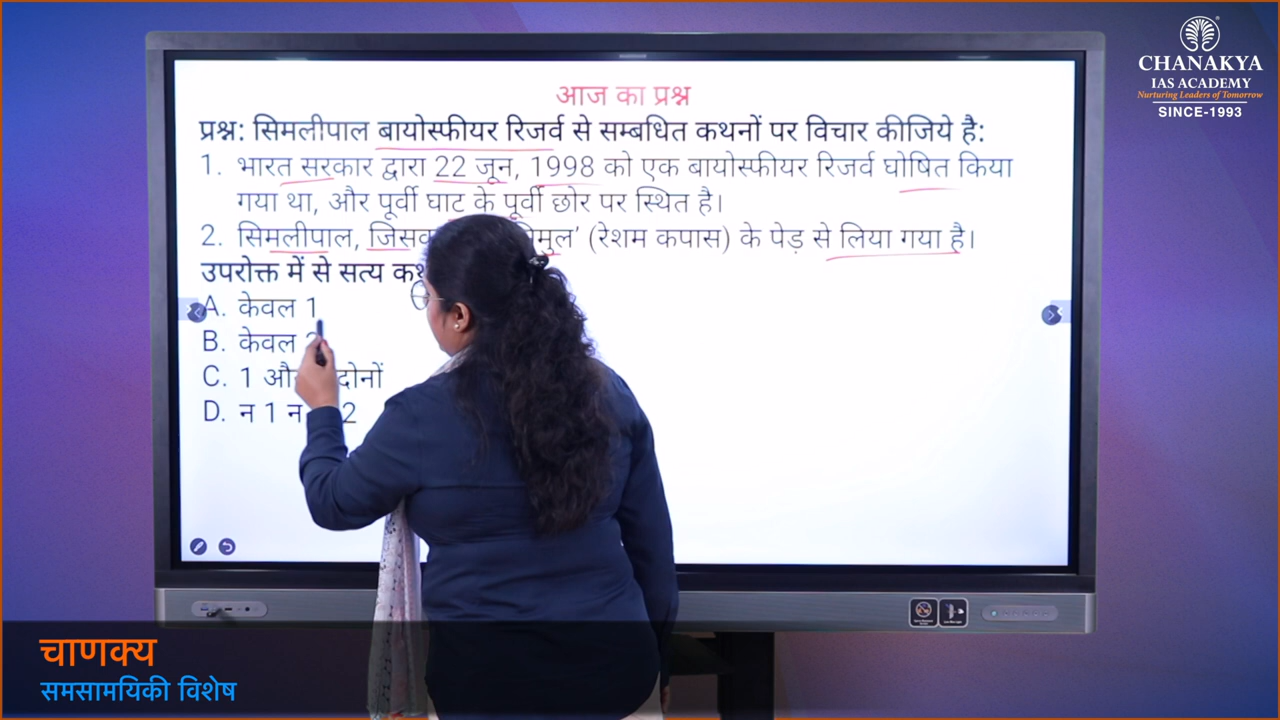 CHANAKYA
IAS ACADEMY
Nurturing Leaders of Tomorrow
SINCE-1993
आज का प्रश्न
प्रश्न: सिमलीपाल बायोस्फीयर रिजर्व से सम्बधित कथनों पर विचार कीजिये है:
1. भारत सरकार द्वारा 22 जून, 1998 को एक बायोस्फीयर रिजर्व घोषित किया
गया था, और पूर्वी घाट के पूर्वी छोर पर स्थित है।
2. सिमलीपाल, (रेशम कपास) के पेड़ से लिया गया है।
उपरोक्त में से सत्य
A. केवल 1
B. केवल
C. 1 दोनों
D. न 1 न 2
चाणक्य
समसामयिकी विशेष